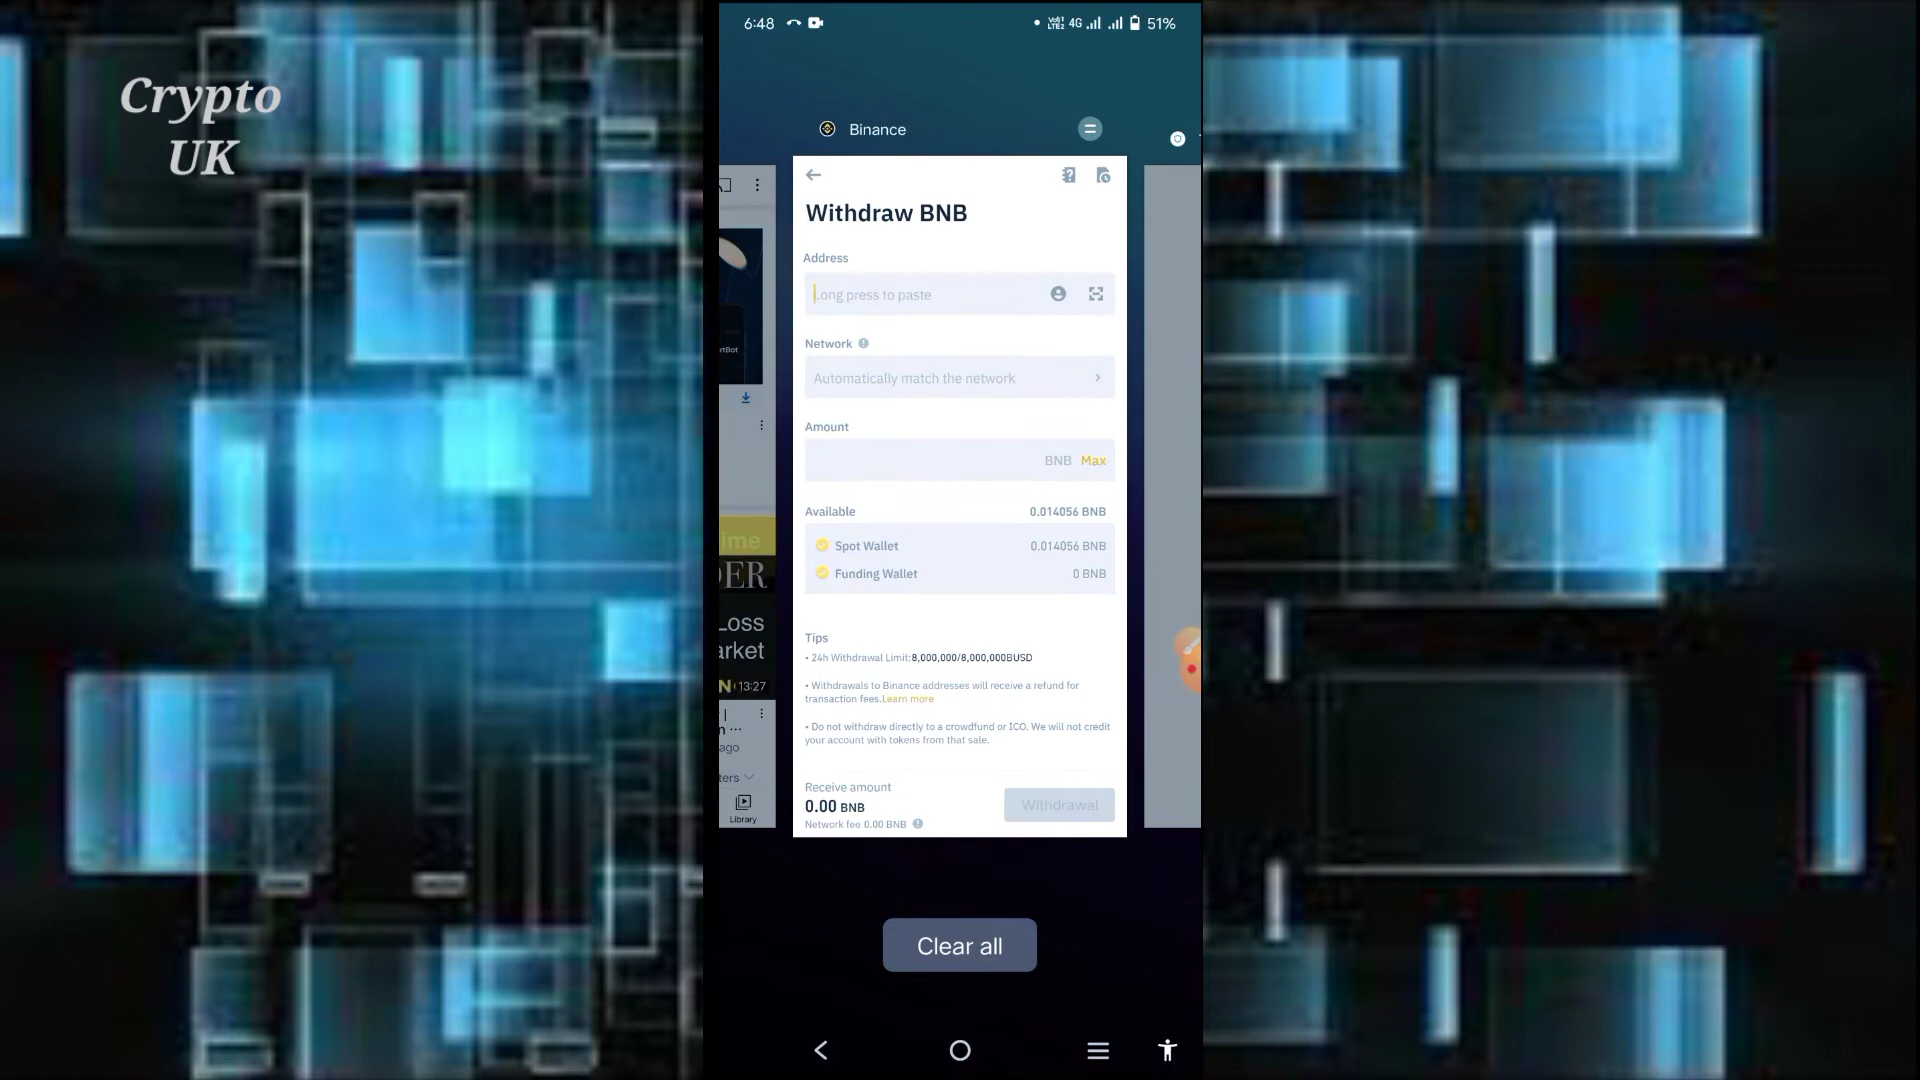 Crypto
UK
6:48
4G
51%
Binance
Withdraw BNB
Address
Long press to paste
Network
Automatically match the network
Amount
BNB Max
Available 0.014056 BNB
Spot Wallet 0.014056 BNB
Funding Wallet 0 BNB
Tips
• 24h Withdrawal Limit:8,000,000/8,000,000BUSD
• Withdrawals to Binance addresses will receive a refund for
transaction fees.Learn more
• Do not withdraw directly to a crowdfund or ICO. We will not credit
your account with tokens from that sale.
Receive amount
0.00 BNB
Network fee 0.00 BNB
Withdrawal
rtBot
ime
DER
Loss
arket
N 13:27
n ...
ago
ters
Library
Clear all